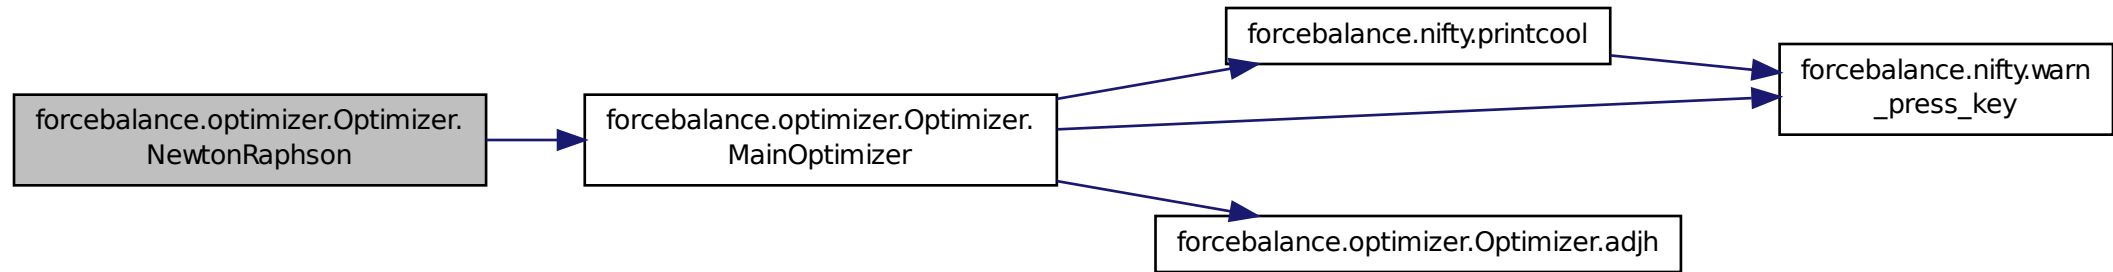 forcebalance.optimizer.Optimizer.
NewtonRaphson
forcebalance.optimizer.Optimizer.
MainOptimizer
forcebalance.nifty.printcool
forcebalance.nifty.warn
_press_key
forcebalance.optimizer.Optimizer.adjh